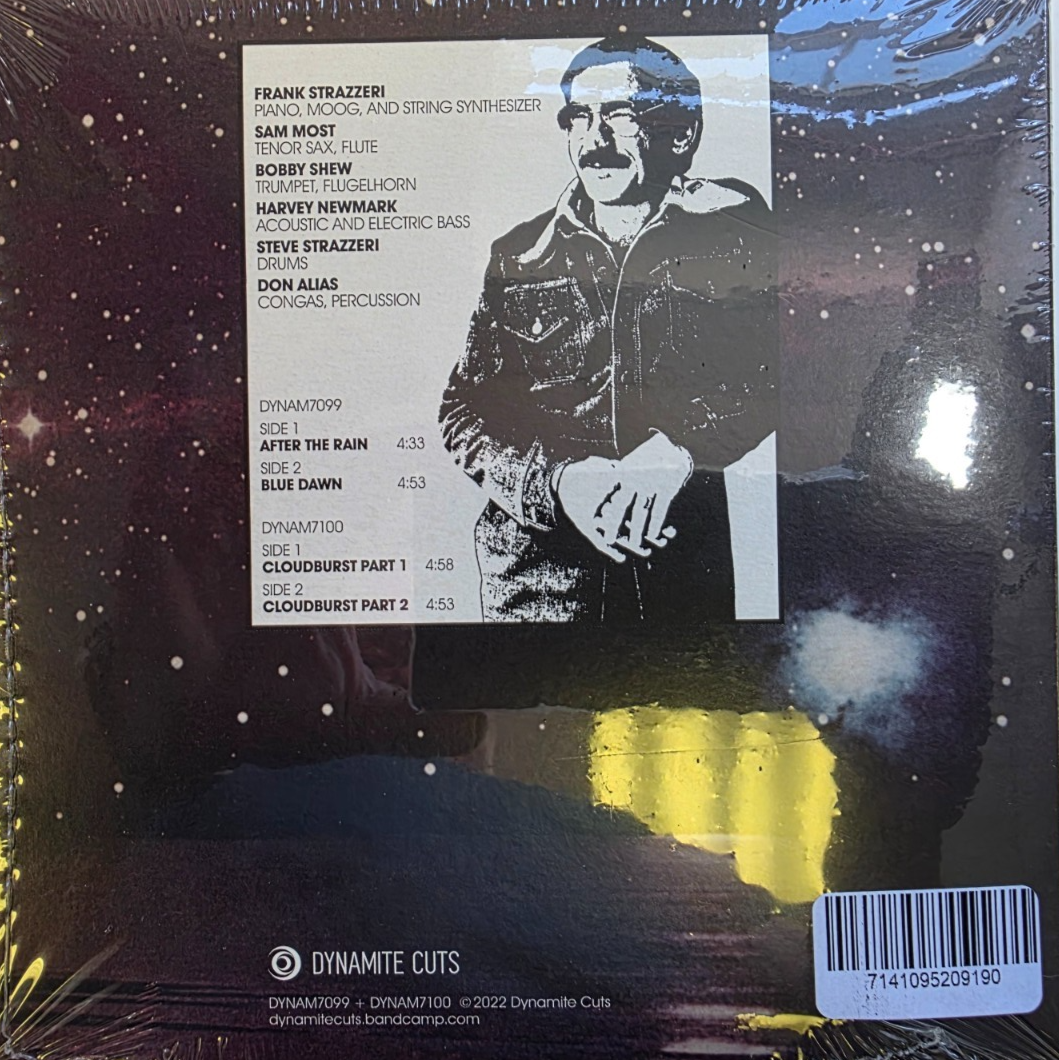 FRANK STRAZZERI
PIANO, MOOG, AND STRING SYNTHESIZER
SAM MOST
TENOR SAX, FLUTE
BOBBY SHEW
TRUMPET, FLUGELHORN
HARVEY NEWMARK
ACOUSTIC AND ELECTRIC BASS
STEVE STRAZZERI
DRUMS
DON ALIAS
CONGAS, PERCUSSION
DYNAM7099
SIDE 1
AFTER THE RAIN 4:33
SIDE 2
BLUE DAWN 4:53
DYNAM7100
SIDE 1
CLOUDBURST PART 1 4:58
SIDE 2
CLOUDBURST PART 2 4:53
DYNAMITE CUTS
DYNAM7099 + DYNAM7100 ©2022 Dynamite Cuts
dynamitecuts.bandcamp.com
7141095209190